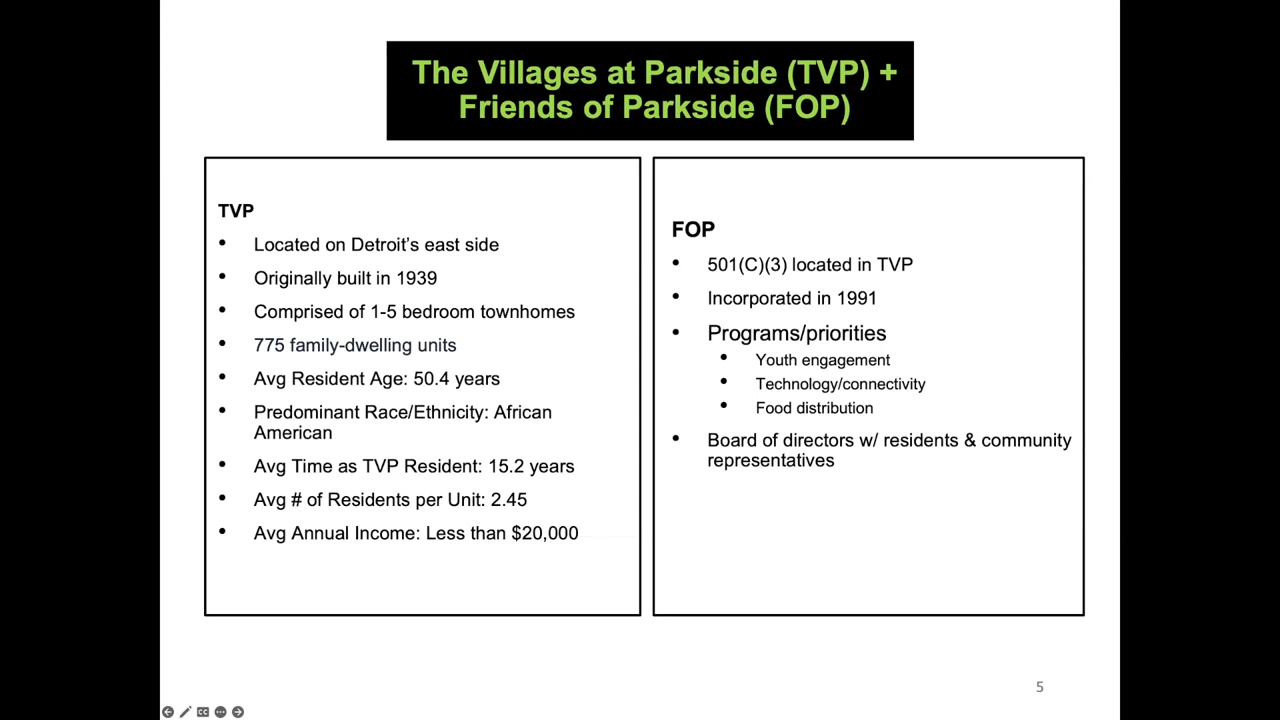 The Villages at Parkside (TVP) +
Friends of Parkside (FOP)
TVP
• Located on Detroit’s east side
• Originally built in 1939
• Comprised of 1-5 bedroom townhomes
• 775 family-dwelling units
• Avg Resident Age: 50.4 years
• Predominant Race/Ethnicity: African
American
• Avg Time as TVP Resident: 15.2 years
• Avg # of Residents per Unit: 2.45
• Avg Annual Income: Less than $20,000
FOP
• 501(C)(3) located in TVP
• Incorporated in 1991
• Programs/priorities
• Youth engagement
• Technology/connectivity
• Food distribution
• Board of directors w/ residents & community
representatives
5
CC